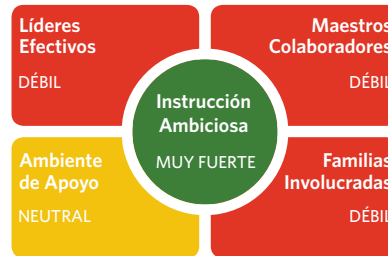 Líderes
Efectivos
DÉBIL
Maestros
Colaboradores
DÉBIL
Instrucción
Ambiciosa
MUY FUERTE
Ambiente
de Apoyo
NEUTRAL
Familias
Involucradas
DÉBIL